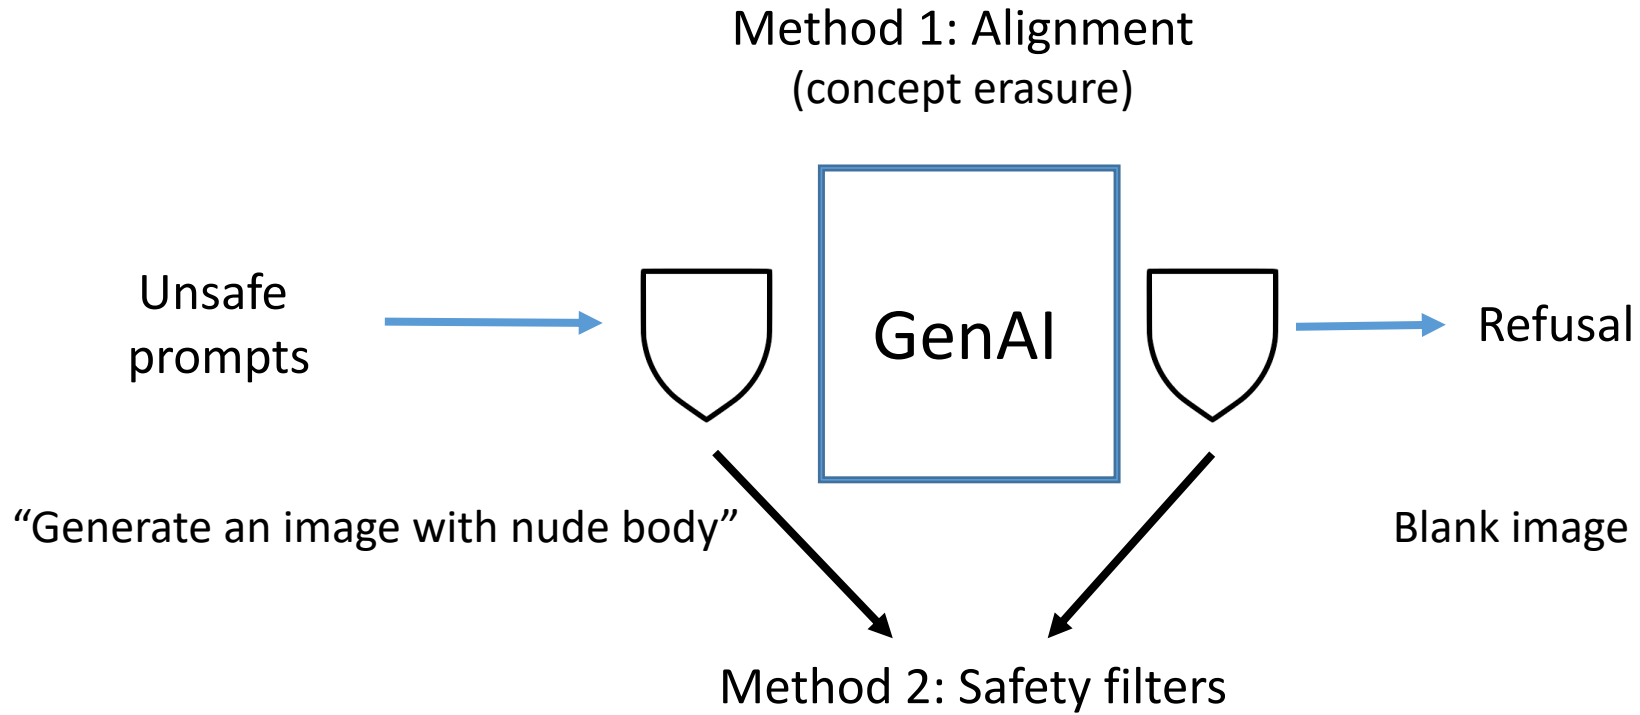 Method 1: Alignment
(concept erasure)
Unsafe
prompts
GenAI
Refusal
“Generate an image with nude body”
Blank image
Method 2: Safety filters